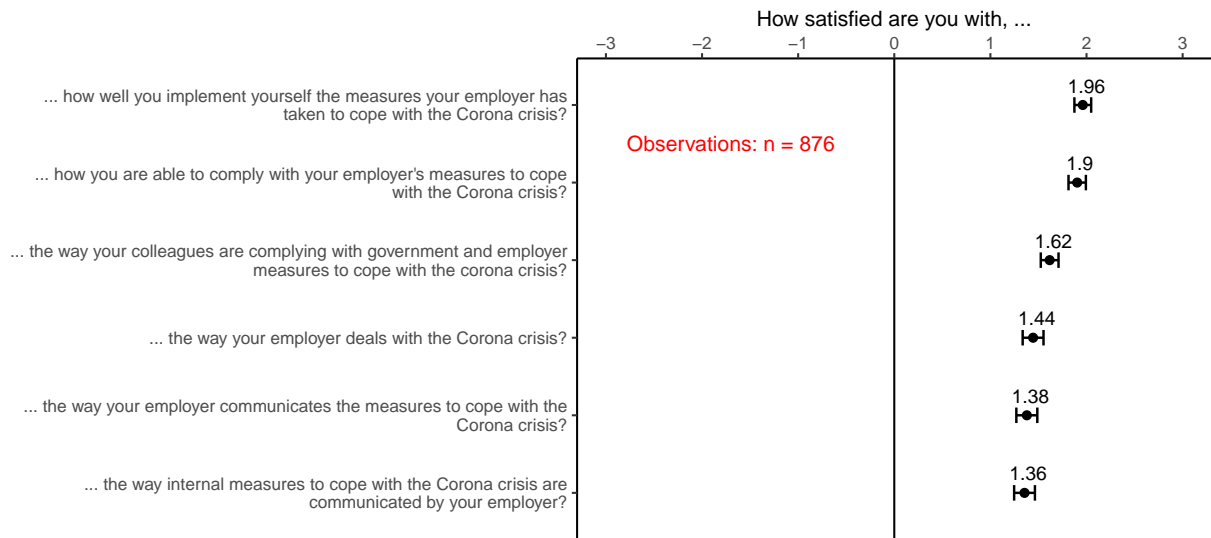 How satisfied are you with, ...
−3 −2 −1 0 1 2 3
... how well you implement yourself the measures your employer has
taken to cope with the Corona crisis?
1.96
Observations: n = 876
... how you are able to comply with your employer's measures to cope
with the Corona crisis?
1.9
... the way your colleagues are complying with government and employer
measures to cope with the corona crisis?
1.62
... the way your employer deals with the Corona crisis?
1.44
... the way your employer communicates the measures to cope with the
Corona crisis?
1.38
... the way internal measures to cope with the Corona crisis are
communicated by your employer?
1.36